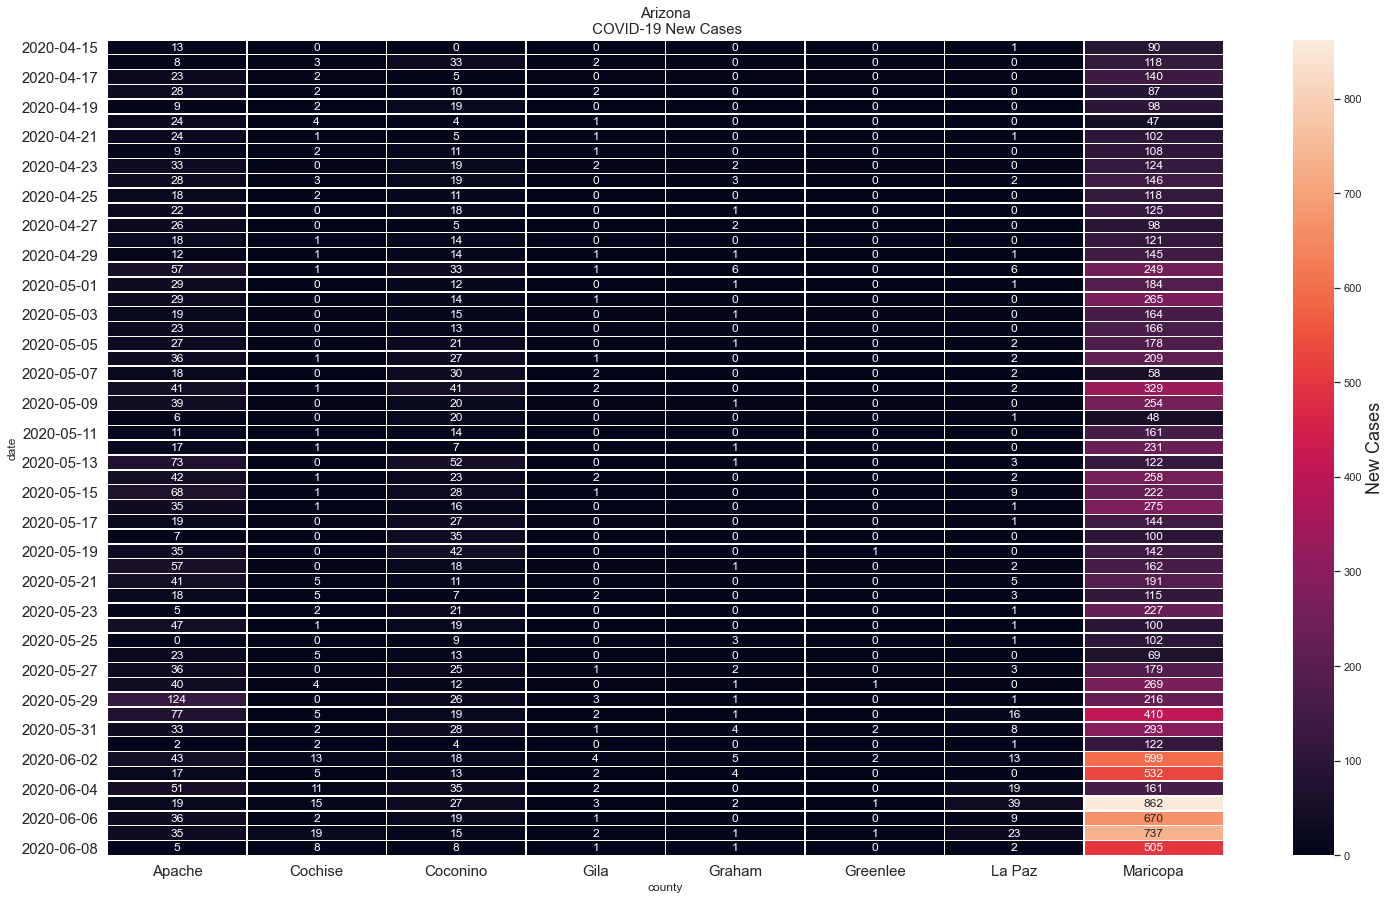 Arizona
COVID-19 New Cases
2020-04-15 13 0 0 0 0 0 1 90
8 3 33 2 0 0 0 118
2020-04-17 23 2 5 0 0 0 0 140
28 2 10 2 0 0 0 87
2020-04-19 9 2 19 0 0 0 0 98
24 4 4 1 0 0 0 47
2020-04-21 24 1 5 1 0 0 1 102
9 2 11 1 0 0 0 108
2020-04-23 33 0 19 2 2 0 0 124
28 3 19 0 3 0 2 146
2020-04-25 18 2 11 0 0 0 0 118
22 0 18 0 1 0 0 125
2020-04-27 26 0 5 0 2 0 0 98
18 1 14 0 0 0 0 121
2020-04-29 12 1 14 1 1 0 1 145
57 1 33 1 6 0 6 249
2020-05-01 29 0 12 0 1 0 1 184
29 0 14 1 0 0 0 265
2020-05-03 19 0 15 0 1 0 0 164
23 0 13 0 0 0 0 166
2020-05-05 27 0 21 0 1 0 2 178
36 1 27 1 0 0 2 209
2020-05-07 18 0 30 2 0 0 2 58
41 1 41 2 0 0 2 329
2020-05-09 39 0 20 0 1 0 0 254
6 0 20 0 0 0 1 48
2020-05-11 11 1 14 0 0 0 0 161
17 1 7 0 1 0 0 231
2020-05-13 73 0 52 0 1 0 3 122
42 1 23 2 0 0 2 258
2020-05-15 68 1 28 1 0 0 9 222
35 1 16 0 0 0 1 275
2020-05-17 19 0 27 0 0 0 1 144
7 0 35 0 0 0 0 100
2020-05-19 35 0 42 0 0 1 0 142
57 0 18 0 1 0 2 162
2020-05-21 41 5 11 0 0 0 5 191
18 5 7 2 0 0 3 115
2020-05-23 5 2 21 0 0 0 1 227
47 1 19 0 0 0 1 100
2020-05-25 0 0 9 0 3 0 1 102
23 5 13 0 0 0 0 69
2020-05-27 36 0 25 1 2 0 3 179
40 4 12 0 1 1 0 269
2020-05-29 124 0 26 3 1 0 1 216
77 5 19 2 1 0 16 410
2020-05-31 33 2 28 1 4 2 8 293
2 2 4 0 0 0 1 122
2020-06-02 43 13 18 4 5 2 13 599
17 5 13 2 4 0 0 532
2020-06-04 51 11 35 2 0 0 19 161
19 15 27 3 2 1 39 862
2020-06-06 36 2 19 1 0 0 9 670
35 19 15 2 1 1 23 737
2020-06-08 5 8 8 1 1 0 2 505
Apache Cochise Coconino Gila Graham Greenlee La Paz Maricopa
county
date
800
700
600
500
400
300
200
100
0
New Cases